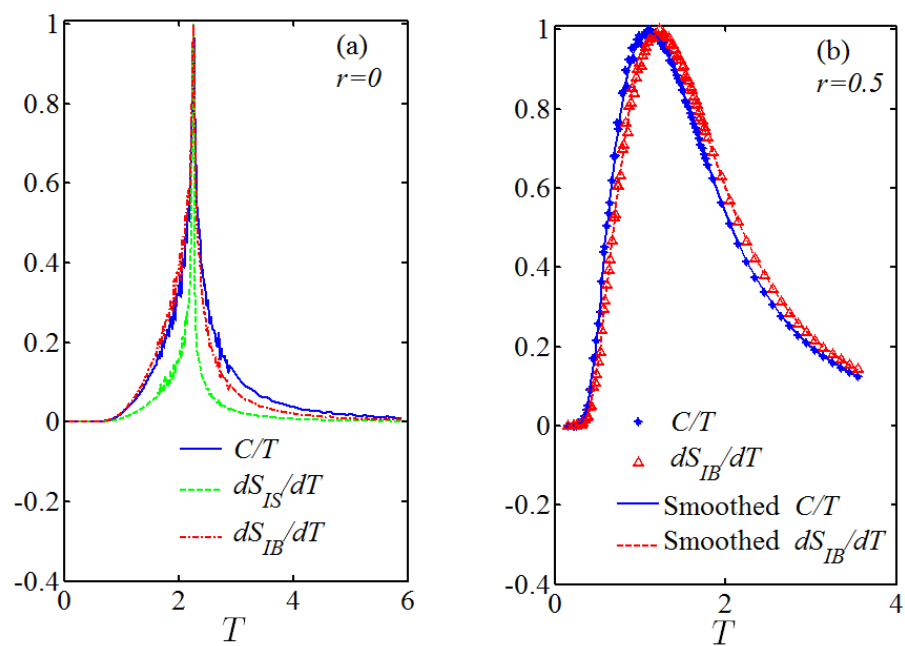 1
0.8
0.6
0.4
0.2
0
-0.2
-0.4
0 2 4 6
T
(a)
r=0
C/T
dS_IS/dT
dS_IB/dT
1
0.8
0.6
0.4
0.2
0
-0.2
-0.4
0 2 4
T
(b)
r=0.5
C/T
dS_IB/dT
Smoothed C/T
Smoothed dS_IB/dT